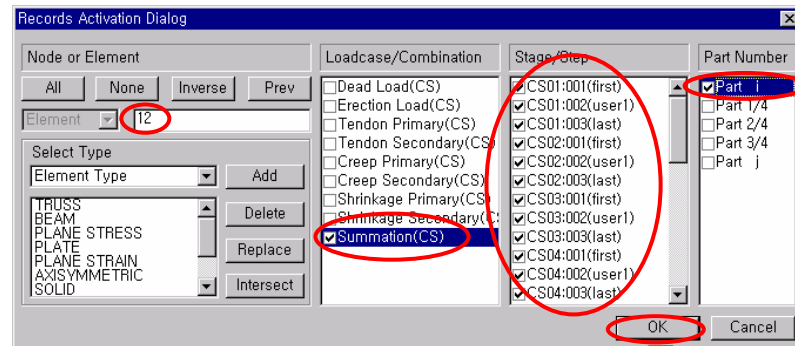 Records Activation Dialog
Node or Element
All None Inverse Prev
Element 12
Select Type
Element Type Add
TRUSS
BEAM
PLANE STRESS
PLATE
PLANE STRAIN
AXISYMMETRIC
SOLID
Delete
Replace
Intersect
Loadcase/Combination
Dead Load(CS)
Erection Load(CS)
Tendon Primary(CS)
Tendon Secondary(CS)
Creep Primary(CS)
Creep Secondary(CS)
Shrinkage Primary(CS)
Shrinkage Secondary(C
Summation(CS)
Stage/Step
CS01:001(first)
CS01:002(user1)
CS01:003(last)
CS02:001(first)
CS02:002(user1)
CS02:003(last)
CS03:001(first)
CS03:002(user1)
CS03:003(last)
CS04:001(first)
CS04:002(user1)
CS04:003(last)
Part Number
Part i
Part 1/4
Part 2/4
Part 3/4
Part j
OK Cancel